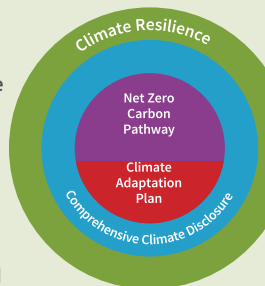 Climate Resilience
Net Zero
Carbon
Pathway
Climate
Adaptation
Plan
Comprehensive Climate Disclosure